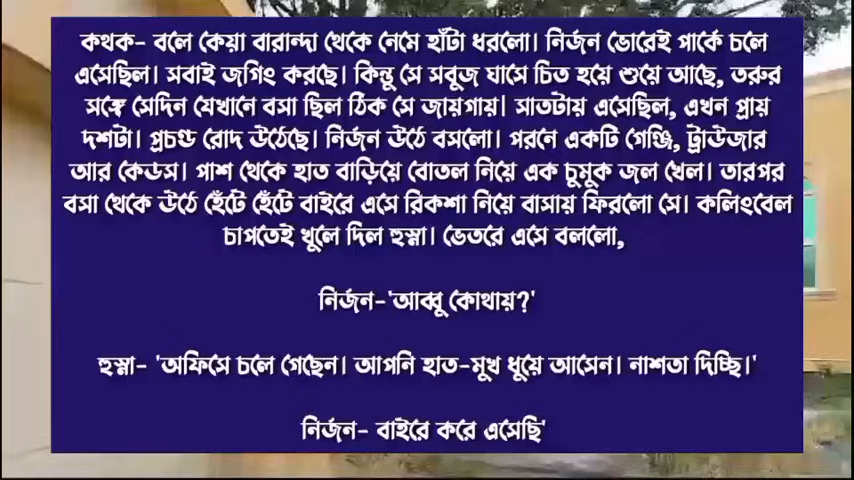 কথক- বলে কেয়া বারান্দা থেকে নেমে হাঁটা ধরলো। নির্জন ভোরেই পার্কে চলে
এসেছিল। সবাই জগিং করছে। কিন্তু সে সবুজ ঘাসে চিত হয়ে শুয়ে আছে, তরুর
সঙ্গে সেদিন যেখানে বসা ছিল ঠিক সে জায়গায়। সাতটায় এসেছিল, এখন প্রায়
দশটা। প্রচণ্ড রোদ উঠেছে। নির্জন উঠে বসলো। পরনে একটি গেঞ্জি, ট্রাউজার
আর কেডস। পাশ থেকে হাত বাড়িয়ে বোতল নিয়ে এক চুমুক জল খেল। তারপর
বসা থেকে উঠে হেঁটে হেঁটে বাইরে এসে রিকশা নিয়ে বাসায় ফিরলো সে। কলিংবেল
চাপতেই খুলে দিল হুস্না। ভেতরে এসে বললো,
নির্জন-'আব্বু কোথায়?'
হুস্না- 'অফিসে চলে গেছেন। আপনি হাত-মুখ ধুয়ে আসেন। নাশতা দিচ্ছি।'
নির্জন- বাইরে করে এসেছি'